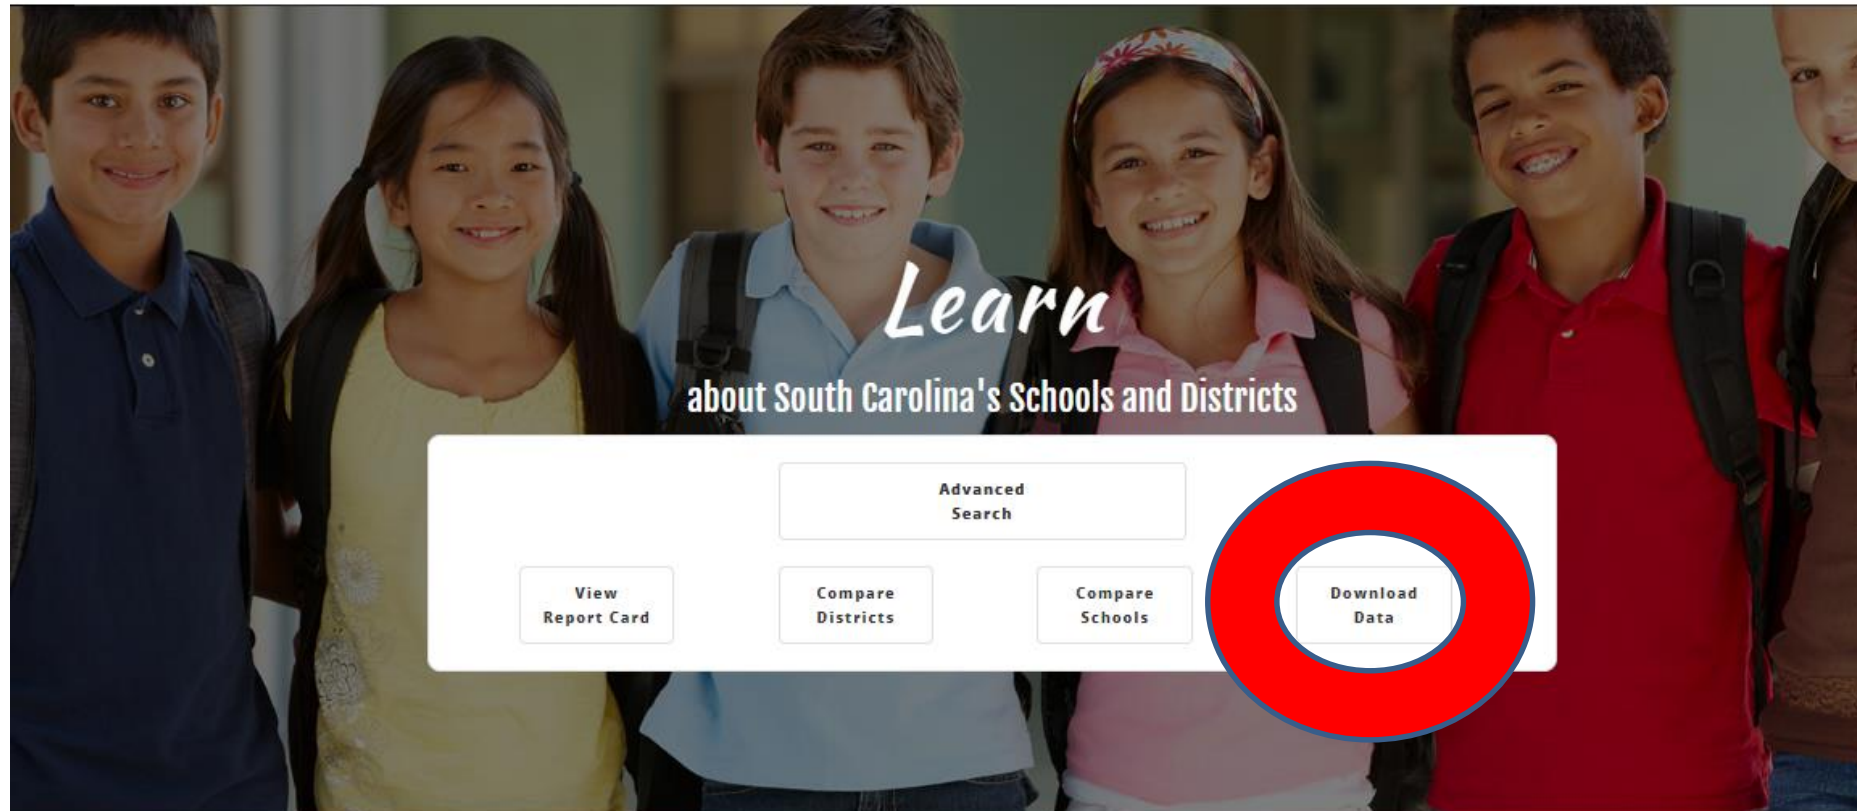 Learn
about South Carolina's Schools and Districts
Advanced
Search
View
Report Card
Compare
Districts
Compare
Schools
Download
Data